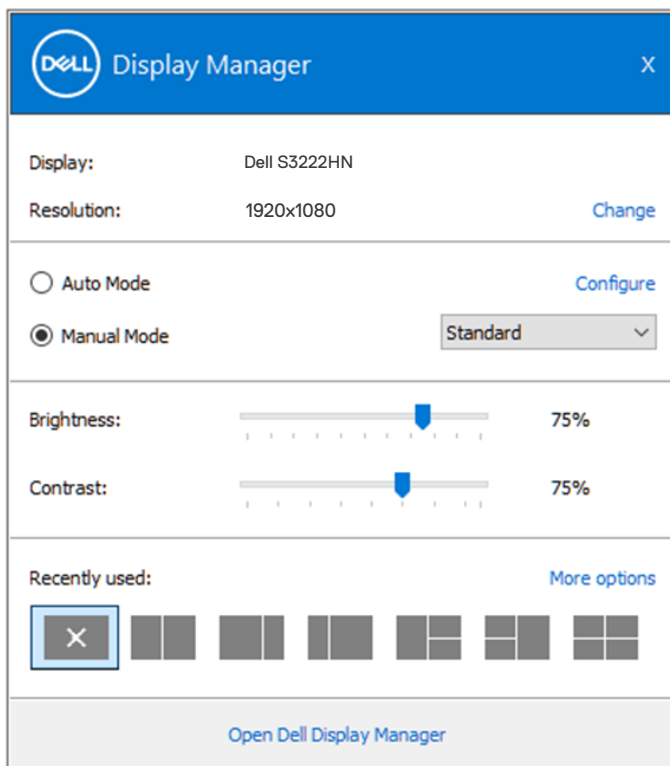 DELL Display Manager X
Display: Dell S3222HN
Resolution: 1920x1080 Change
Auto Mode Configure
Manual Mode Standard
Brightness: 75%
Contrast: 75%
Recently used: More options
Open Dell Display Manager